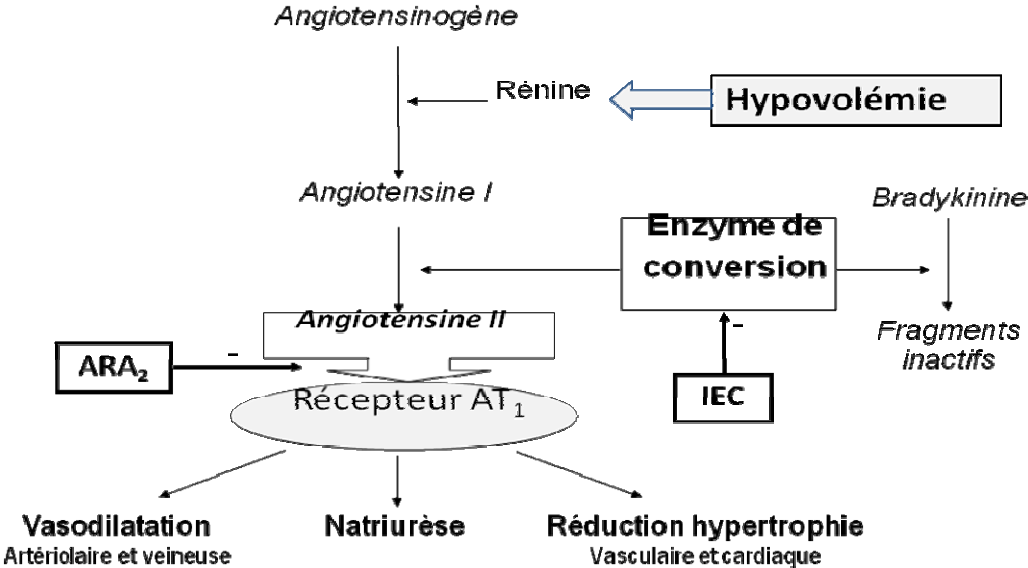 Angiotensinogène
Rénine
Hypovolémie
Angiotensine I
Bradykinine
Enzyme de
conversion
Angiotensine II
-
-
Fragments
inactifs
ARA₂
IEC
Récepteur AT₁
Vasodilatation
Artériolaire et veineuse
Natriurèse
Réduction hypertrophie
Vasculaire et cardiaque